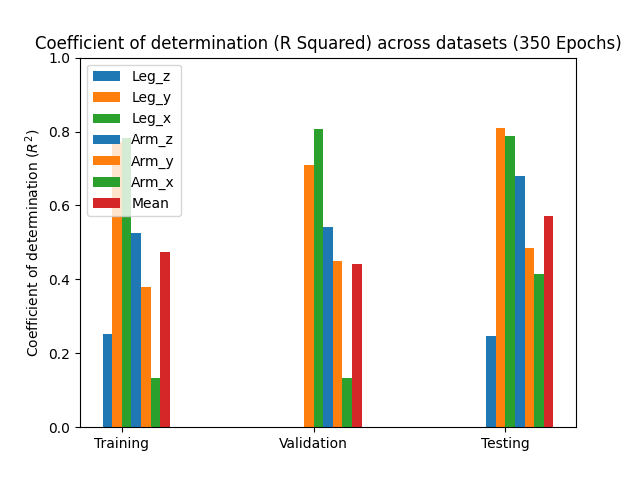 Coefficient of determination (R Squared) across datasets (350 Epochs)
Coefficient of determination (R²)
1.0
0.8
0.6
0.4
0.2
0.0
Leg_z
Leg_y
Leg_x
Arm_z
Arm_y
Arm_x
Mean
Training
Validation
Testing